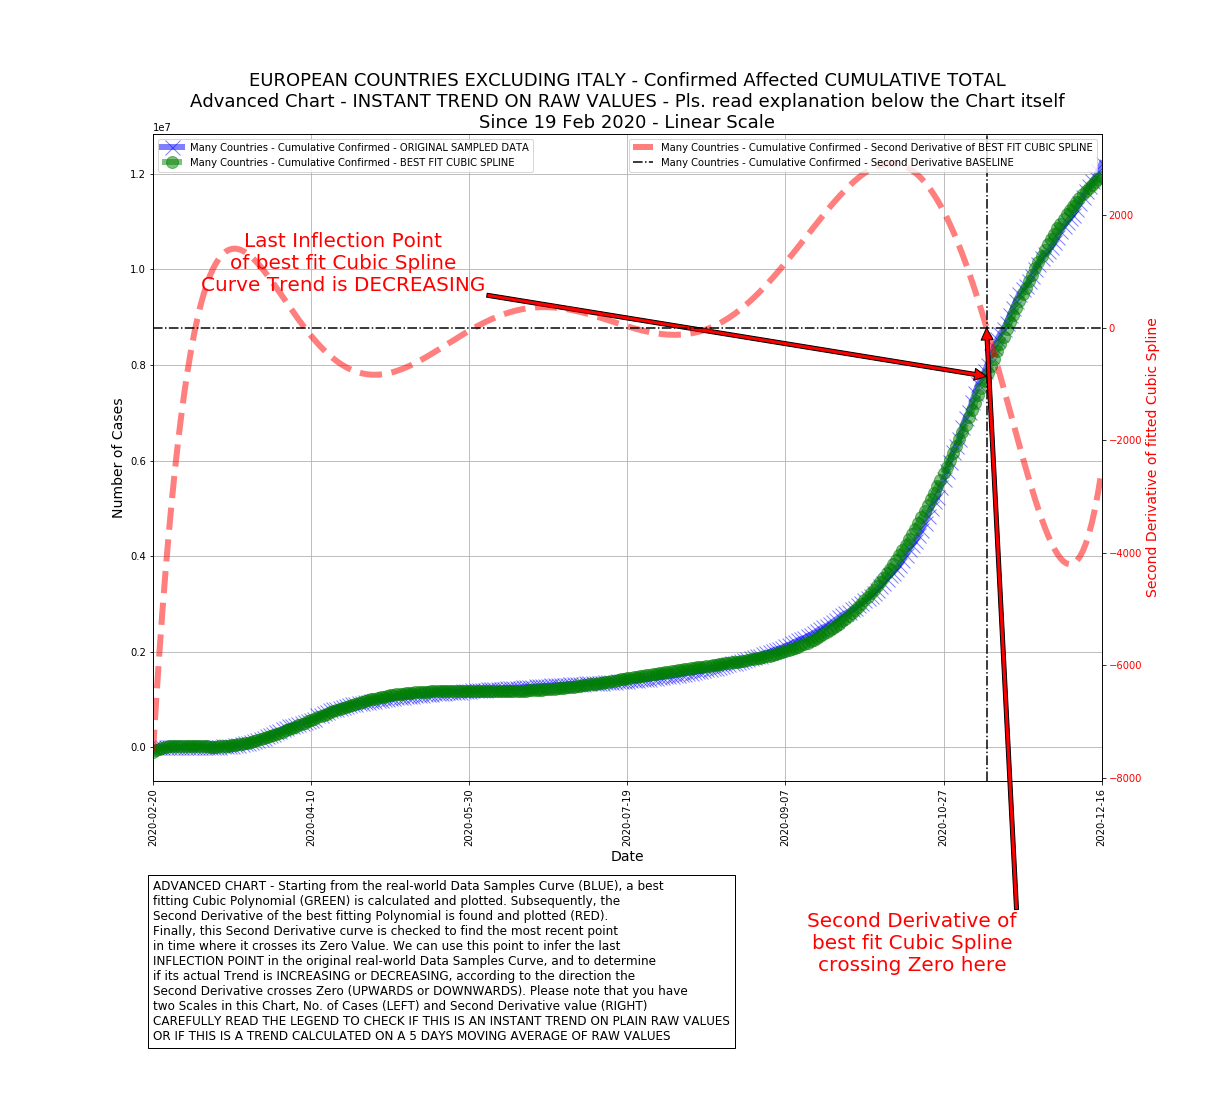 EUROPEAN COUNTRIES EXCLUDING ITALY - Confirmed Affected CUMULATIVE TOTAL
Advanced Chart - INSTANT TREND ON RAW VALUES - Pls. read explanation below the Chart itself
Since 19 Feb 2020 - Linear Scale
1e7
Many Countries - Cumulative Confirmed - ORIGINAL SAMPLED DATA
Many Countries - Cumulative Confirmed - BEST FIT CUBIC SPLINE
Many Countries - Cumulative Confirmed - Second Derivative of BEST FIT CUBIC SPLINE
Many Countries - Cumulative Confirmed - Second Derivative BASELINE
Last Inflection Point
of best fit Cubic Spline
Curve Trend is DECREASING
Number of Cases
1.2
1.0
0.8
0.6
0.4
0.2
0.0
2000
0
−2000
−4000
−6000
−8000
Second Derivative of fitted Cubic Spline
2020-02-20
2020-04-10
2020-05-30
2020-07-19
2020-09-07
2020-10-27
2020-12-16
Date
ADVANCED CHART - Starting from the real-world Data Samples Curve (BLUE), a best
fitting Cubic Polynomial (GREEN) is calculated and plotted. Subsequently, the
Second Derivative of the best fitting Polynomial is found and plotted (RED).
Finally, this Second Derivative curve is checked to find the most recent point
in time where it crosses its Zero Value. We can use this point to infer the last
INFLECTION POINT in the original real-world Data Samples Curve, and to determine
if its actual Trend is INCREASING or DECREASING, according to the direction the
Second Derivative crosses Zero (UPWARDS or DOWNWARDS). Please note that you have
two Scales in this Chart, No. of Cases (LEFT) and Second Derivative value (RIGHT)
CAREFULLY READ THE LEGEND TO CHECK IF THIS IS AN INSTANT TREND ON PLAIN RAW VALUES
OR IF THIS IS A TREND CALCULATED ON A 5 DAYS MOVING AVERAGE OF RAW VALUES
Second Derivative of
best fit Cubic Spline
crossing Zero here